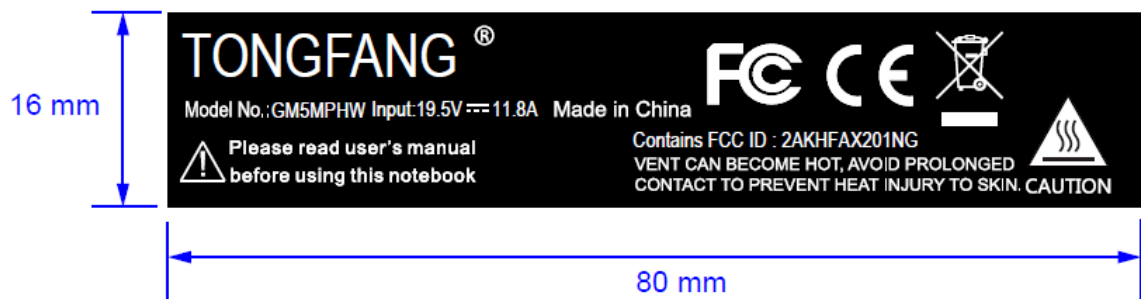 TONGFANG ®
FC CE
16 mm
Model No.:GM5MPHW Input:19.5V⎓11.8A Made in China
Please read user's manual
before using this notebook
Contains FCC ID : 2AKHFAX201NG
VENT CAN BECOME HOT, AVOID PROLONGED
CONTACT TO PREVENT HEAT INJURY TO SKIN.
CAUTION
80 mm